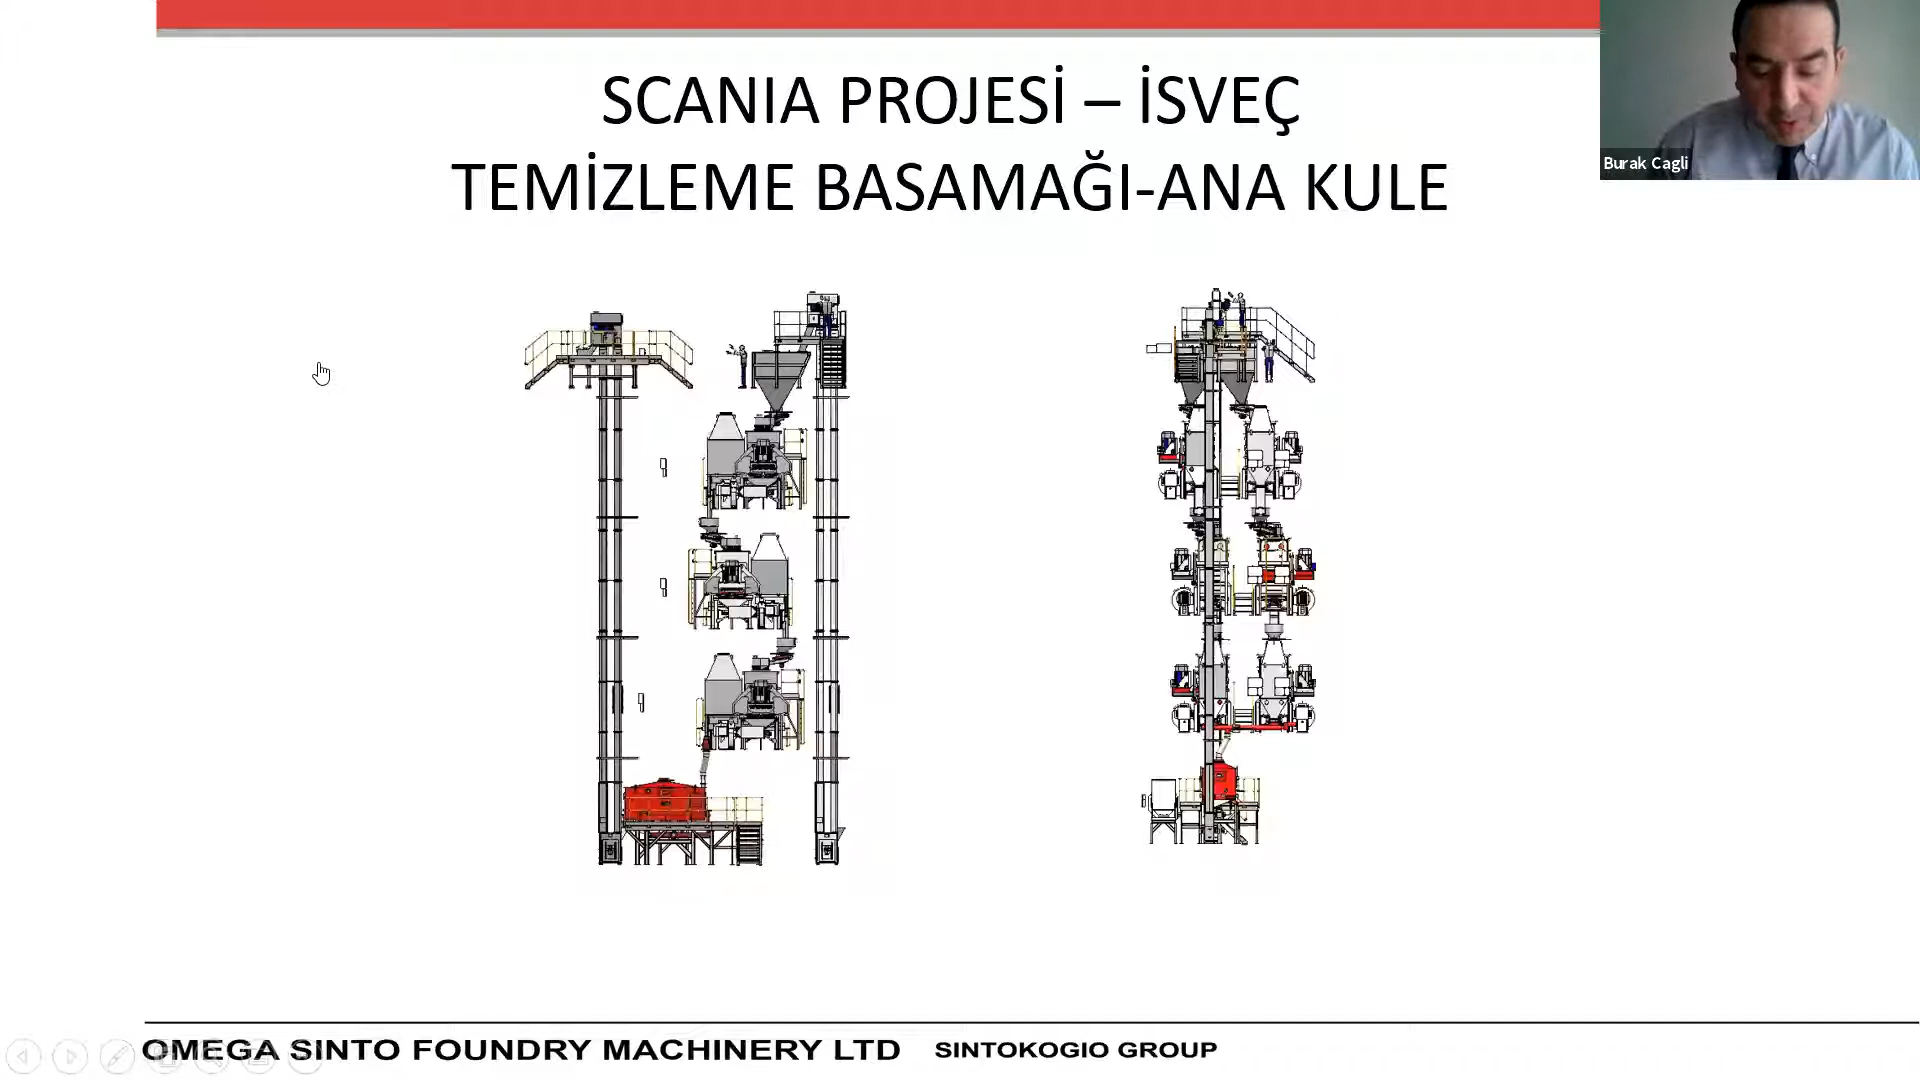 SCANIA PROJESİ – İSVEÇ
TEMİZLEME BASAMAĞI-ANA KULE
Burak Cagli
OMEGA SINTO FOUNDRY MACHINERY LTD SINTOKOGIO GROUP